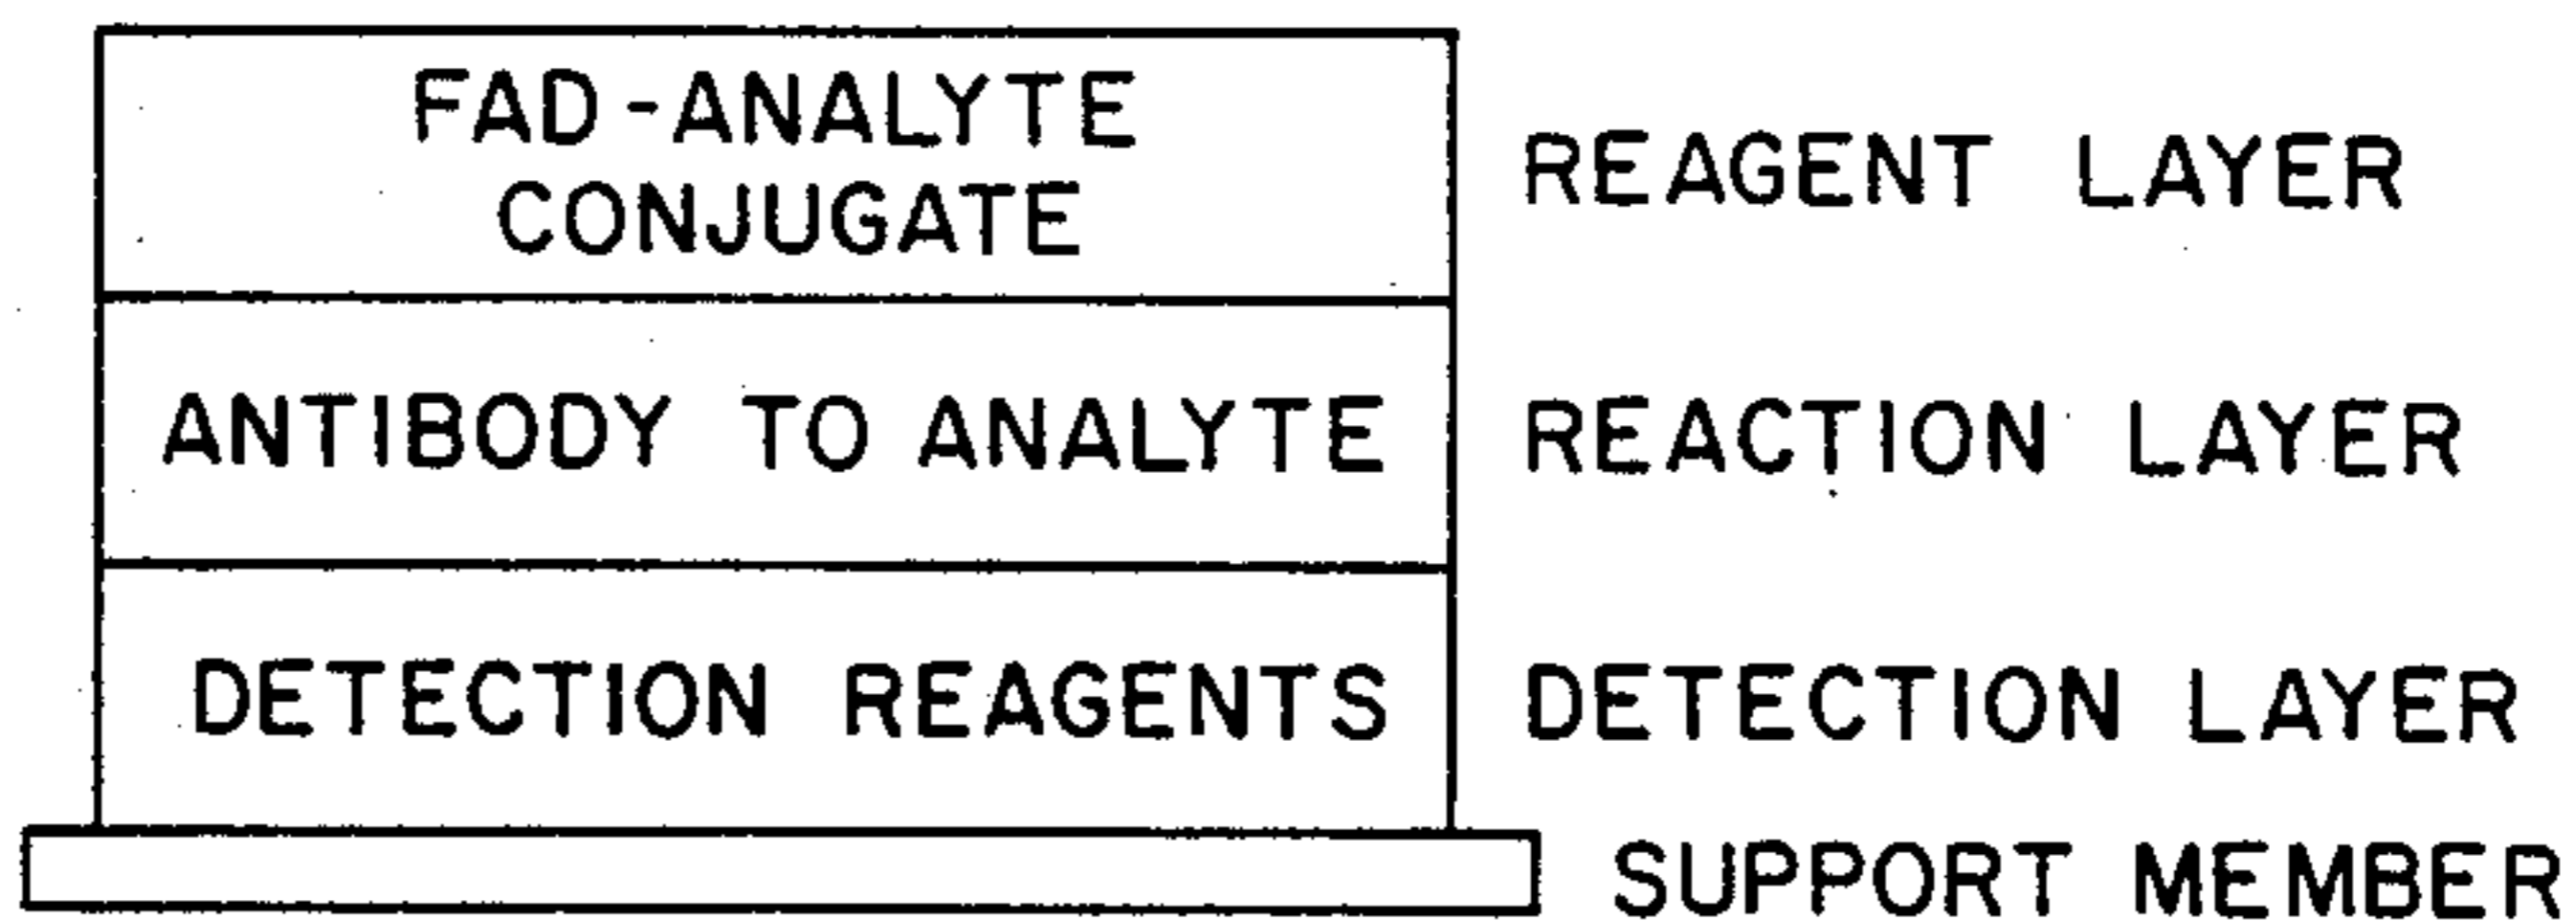 FAD-ANALYTE
CONJUGATE
REAGENT LAYER
ANTIBODY TO ANALYTE
REACTION LAYER
DETECTION REAGENTS
DETECTION LAYER
SUPPORT MEMBER